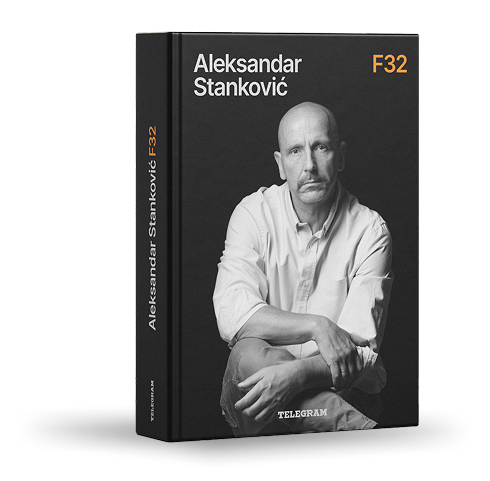 Aleksandar
Stanković
F32
TELEGRAM
Aleksandar Stanković F32
TELEGRAM